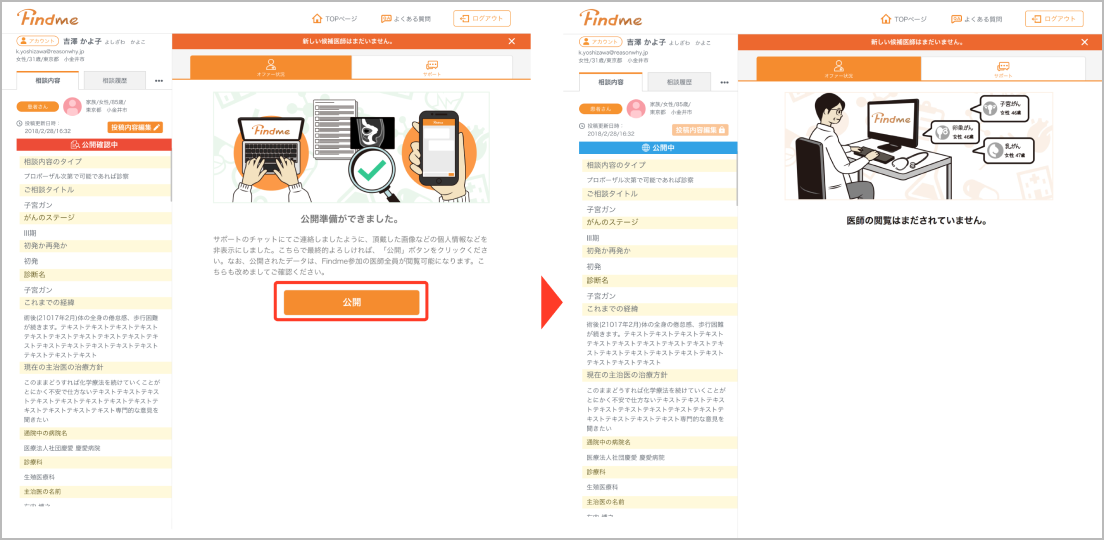 Findme
TOPページ
よくある質問
ログアウト
アカウント 吉澤 かよ子 よしざわ かよこ
k.yoshizawa@reasonwhy.jp
女性/31歳/東京都 小金井市
新しい候補医師はまだいません。
相談内容
相談履歴
オファー状況
サポート
患者さん
家族/女性/85歳/
東京都 小金井市
投稿更新日時:
2018/2/28/16:32
投稿内容編集
公開確認中
相談内容のタイプ
プロポーザル次第で可能であれば診察
ご相談タイトル
子宮ガン
がんのステージ
III期
初発か再発か
初発
診断名
子宮ガン
これまでの経緯
術後(21017年2月)体の全身の倦怠感、歩行困難
が続きます。テキストテキストテキストテキスト
テキストテキストテキストテキストテキストテキ
ストテキストテキストテキストテキストテキスト
テキストテキストテキスト
現在の主治医の治療方針
このままどうすれば化学療法を続けていくことが
とにかく不安で仕方ないテキストテキストテキス
トテキストテキストテキストテキストテキストテ
キストテキストテキストテキスト専門的な意見を
聞きたい
通院中の病院名
医療法人社団慶愛 慶愛病院
診療科
生殖医療科
主治医の名前
Findme
公開準備ができました。
サポートのチャットにてご連絡しましたように、頂戴した画像などの個人情報などを
非表示にしました。こちらで最終的よろしければ、「公開」ボタンをクリックくださ
い。なお、公開されたデータは、Findme参加の医師全員が閲覧可能になります。こ
ちらも改めましてご確認ください。
公開
Findme
TOPページ
よくある質問
ログアウト
アカウント 吉澤 かよ子 よしざわ かよこ
k.yoshizawa@reasonwhy.jp
女性/31歳/東京都 小金井市
新しい候補医師はまだいません。
相談内容
相談履歴
オファー状況
サポート
患者さん
家族/女性/85歳/
東京都 小金井市
投稿更新日時:
2018/2/28/16:32
投稿内容編集
公開中
相談内容のタイプ
プロポーザル次第で可能であれば診察
ご相談タイトル
子宮ガン
がんのステージ
III期
初発か再発か
初発
診断名
子宮ガン
これまでの経緯
術後(21017年2月)体の全身の倦怠感、歩行困難
が続きます。テキストテキストテキストテキスト
テキストテキストテキストテキストテキストテキ
ストテキストテキストテキストテキストテキスト
テキストテキストテキスト
現在の主治医の治療方針
このままどうすれば化学療法を続けていくことが
とにかく不安で仕方ないテキストテキストテキス
トテキストテキストテキストテキストテキストテ
キストテキストテキストテキスト専門的な意見を
聞きたい
通院中の病院名
医療法人社団慶愛 慶愛病院
診療科
生殖医療科
主治医の名前
Findme
子宮がん
女性 46歳
卵巣がん
女性 46歳
乳がん
女性 47歳
医師の閲覧はまだされていません。